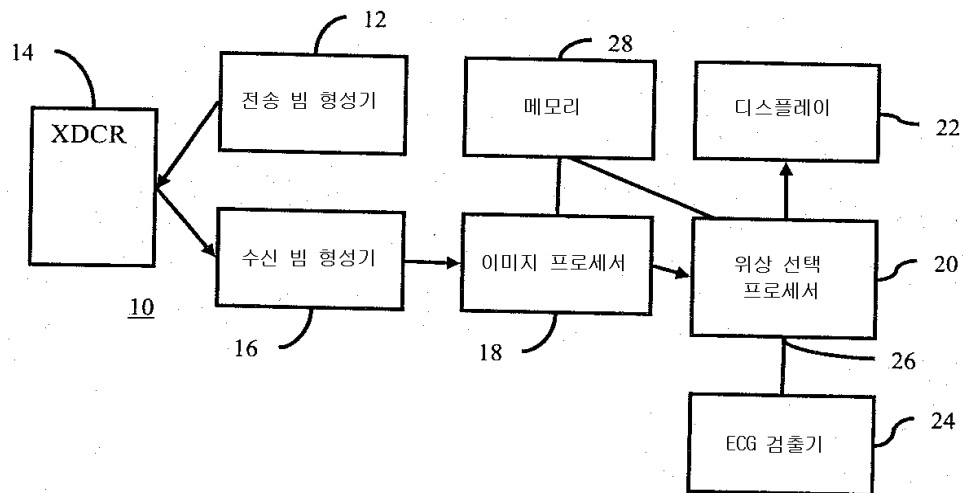 14
12
28
XDCR
전송 빔 형성기
메모리
디스플레이
22
수신 빔 형성기
이미지 프로세서
위상 선택
프로세서
20
10
16
18
26
ECG 검출기
24